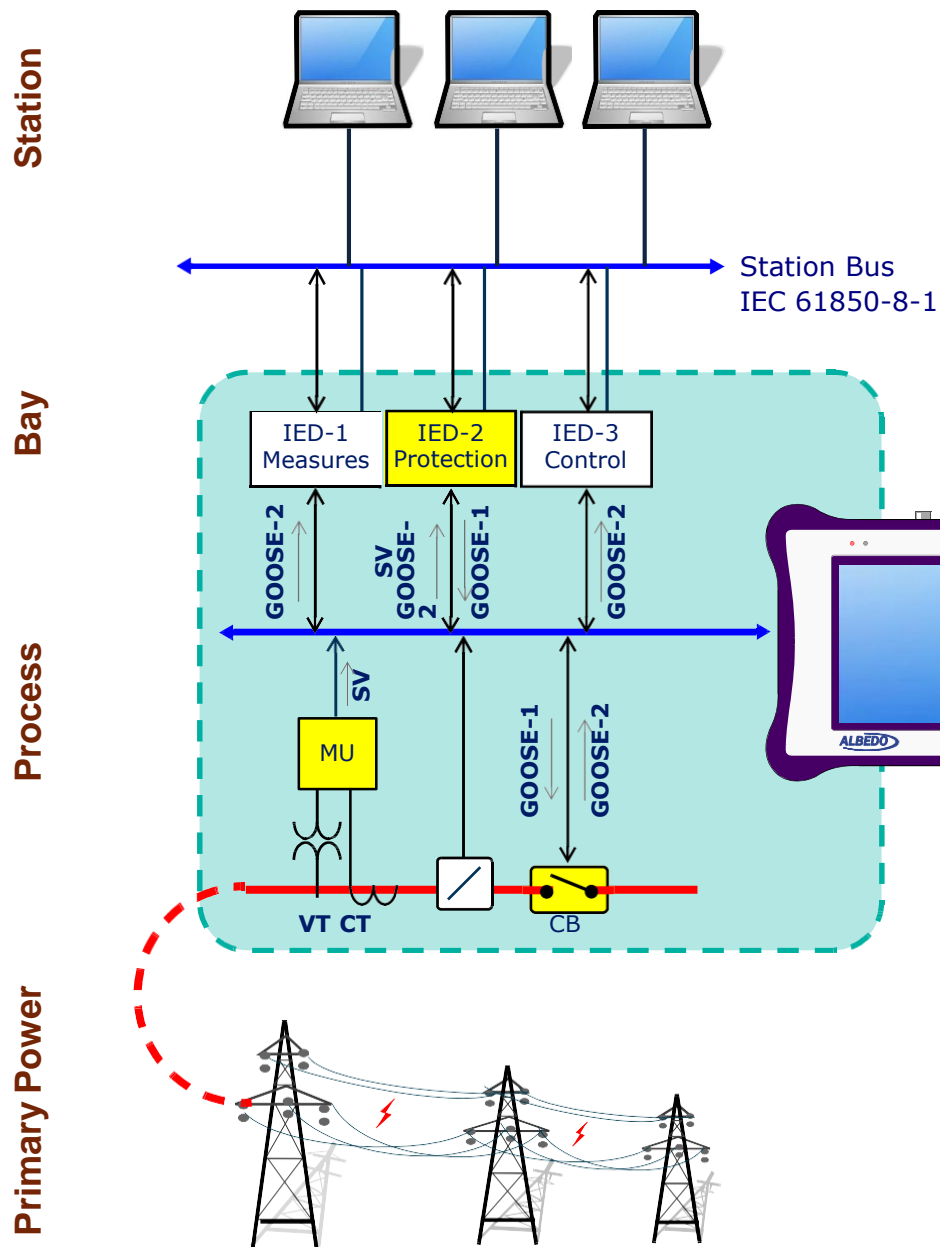 Station
Station Bus
IEC 61850-8-1
Bay
IED-1
Measures
IED-2
Protection
IED-3
Control
GOOSE-2
SV
GOOSE-
2
GOOSE-1
GOOSE-2
Process
SV
MU
GOOSE-1
GOOSE-2
ALBEDO
VT CT
CB
Primary Power